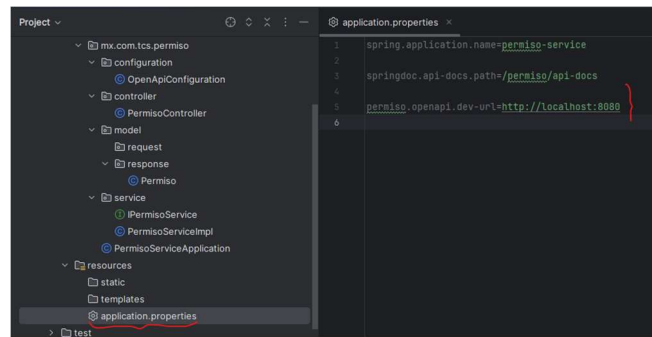 Project
application.properties
mx.com.tcs.permiso
configuration
OpenApiConfiguration
controller
PermisoController
model
request
response
Permiso
service
IPermisoService
PermisoServiceImpl
PermisoServiceApplication
resources
static
templates
application.properties
test
1 spring.application.name=permiso-service
2
3 springdoc.api-docs.path=/permiso/api-docs
4
5 permiso.openapi.dev-url=http://localhost:8080
6